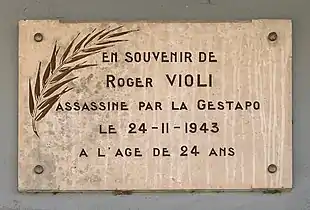 EN SOUVENIR DE
ROGER VIOLI
ASSASSINE PAR LA GESTAPO
LE 24-11-1943
A L'AGE DE 24 ANS